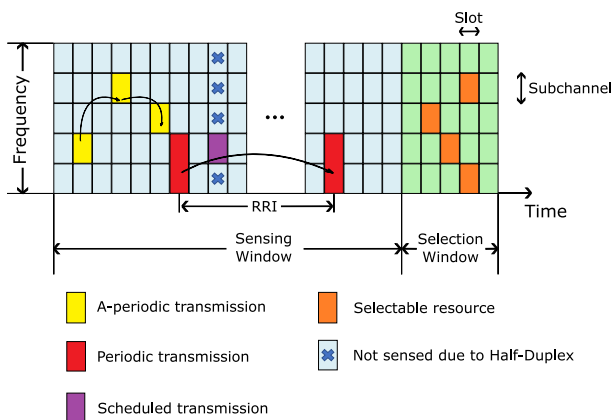 Slot
Frequency
Subchannel
...
RRI
Time
Sensing
Window
Selection
Window
A-periodic transmission
Selectable resource
Periodic transmission
Not sensed due to Half-Duplex
Scheduled transmission